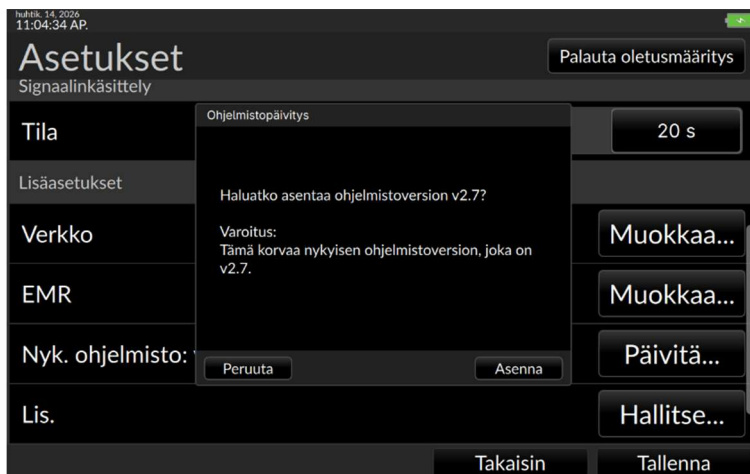 huhtik. 14, 2026
11:04:34 AP.
Asetukset
Palauta oletusmääritys
Signaalinkäsittely
Tila
20 s
Ohjelmistopäivitys
Haluatko asentaa ohjelmistoversion v2.7?
Varoitus:
Tämä korvaa nykyisen ohjelmistoversion, joka on
v2.7.
Peruuta
Asenna
Lisäasetukset
Verkko
Muokkaa...
EMR
Muokkaa...
Nyk. ohjelmisto:
Päivitä...
Lis.
Hallitse...
Takaisin
Tallenna